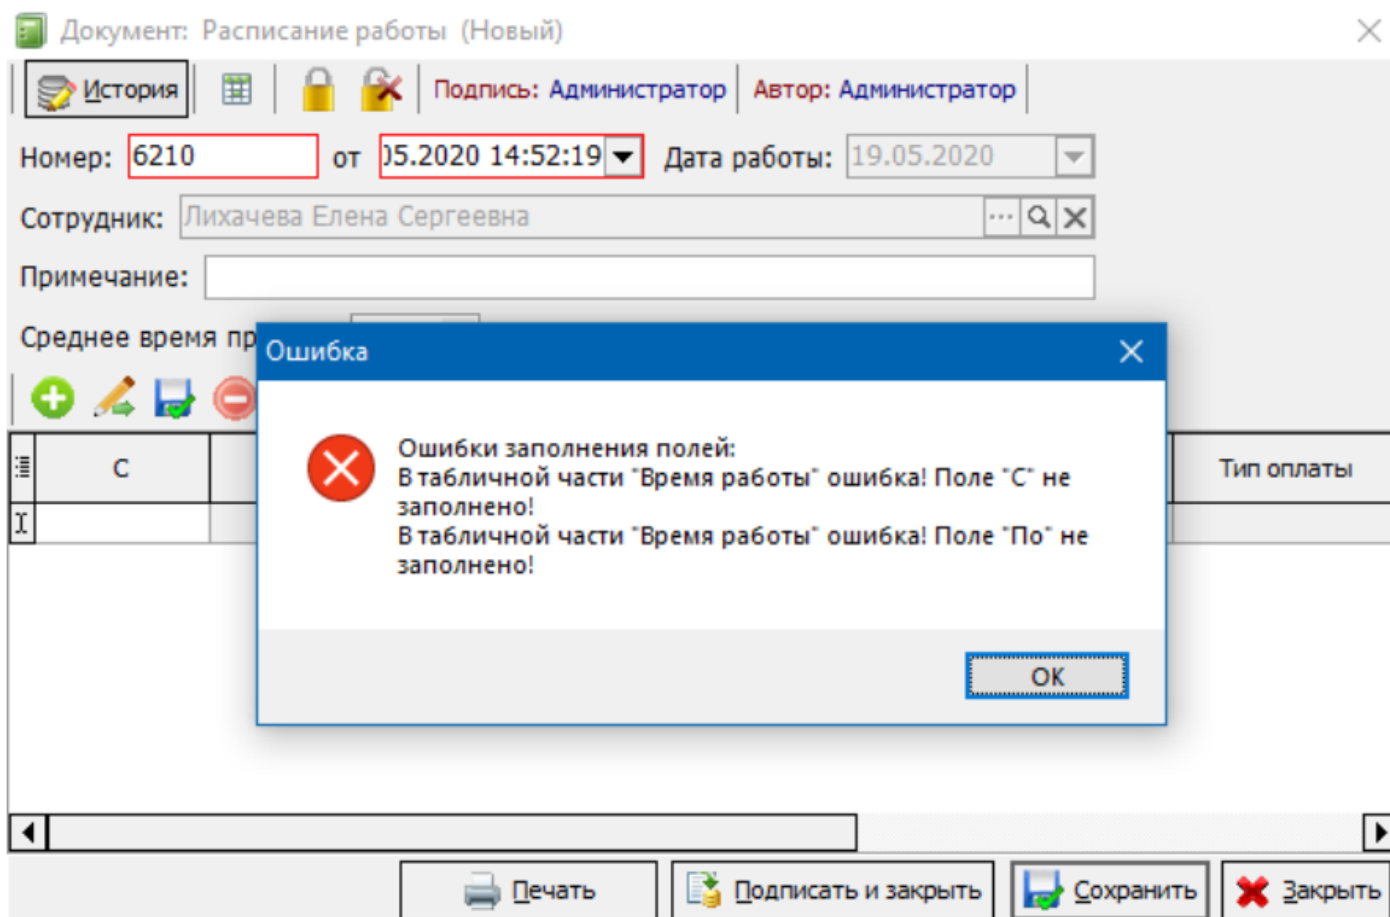 Документ: Расписание работы (Новый)
История Подпись: Администратор Автор: Администратор
Номер: 6210 от 05.2020 14:52:19 Дата работы: 19.05.2020
Сотрудник: Лихачева Елена Сергеевна
Примечание:
Среднее время
Ошибка
Ошибки заполнения полей:
В табличной части "Время работы" ошибка! Поле "С" не
заполнено!
В табличной части "Время работы" ошибка! Поле "По" не
заполнено!
С Тип оплаты
OK
Печать Подписать и закрыть Сохранить Закрыть